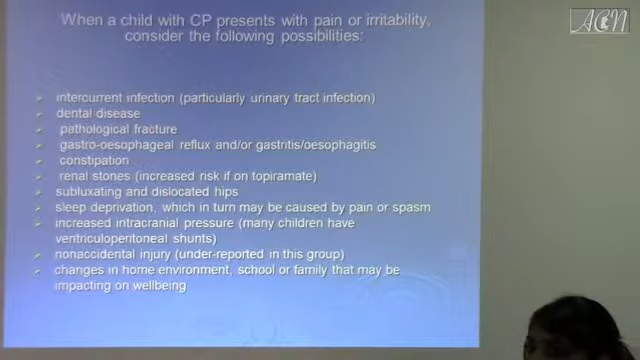 ACN
When a child with CP presents with pain or irritability,
consider the following possibilities:
intercurrent infection (particularly urinary tract infection)
dental disease
pathological fracture
gastro-oesophageal reflux and/or gastritis/oesophagitis
constipation
renal stones (increased risk if on topiramate)
subluxating and dislocated hips
sleep deprivation, which in turn may be caused by pain or spasm
increased intracranial pressure (many children have
ventriculoperitoneal shunts)
nonaccidental injury (under-reported in this group)
changes in home environment, school or family that may be
impacting on wellbeing